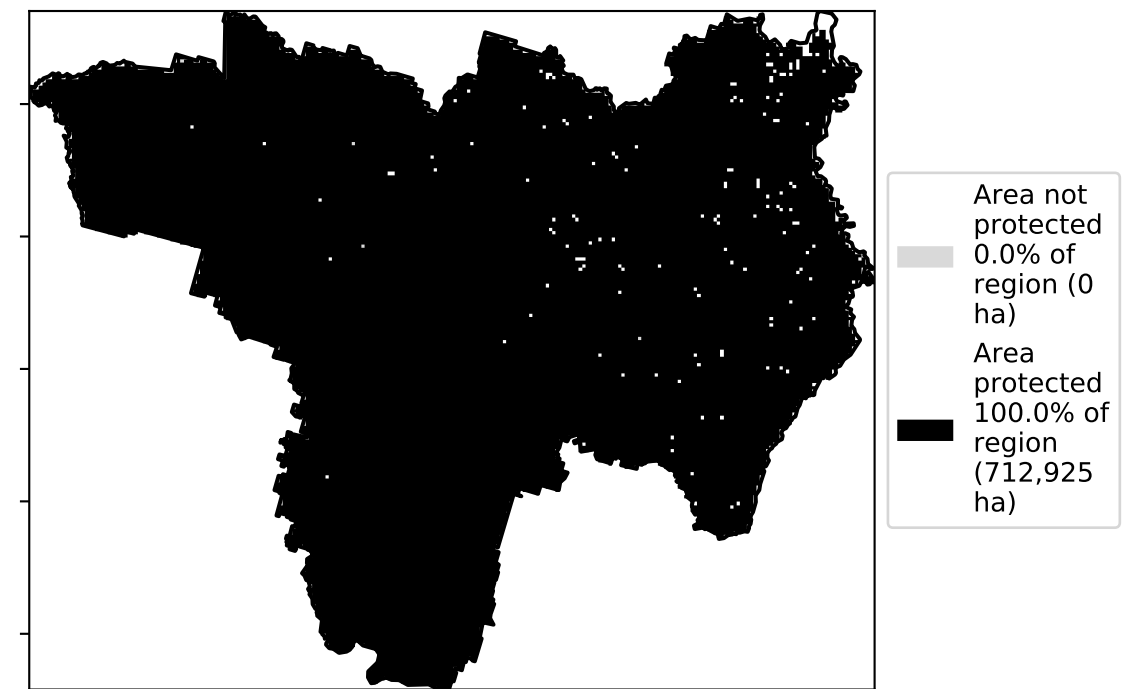 Area not
protected
0.0% of
region (0
ha)
Area
protected
100.0% of
region
(712,925
ha)